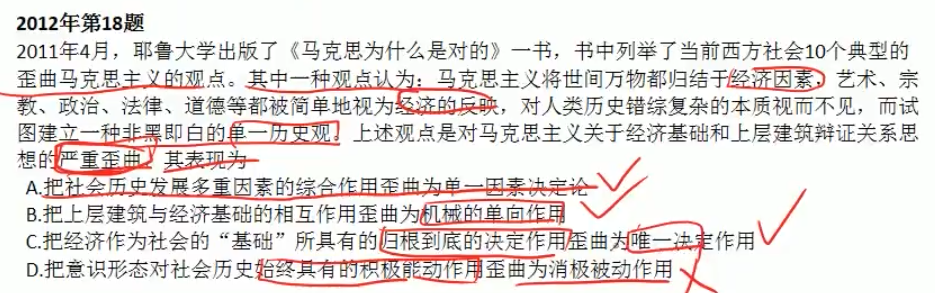 2012年第18题
2011年4月，耶鲁大学出版了《马克思为什么是对的》一书，书中列举了当前西方社会10个典型的
歪曲马克思主义的观点。其中一种观点认为：马克思主义将世间万物都归结于经济因素，艺术、宗
教、政治、法律、道德等都被简单地视为经济的反映，对人类历史错综复杂的本质视而不见，而试
图建立一种非黑即白的单一历史观。上述观点是对马克思主义关于经济基础和上层建筑辩证关系思
想的严重歪曲，其表现为
A.把社会历史发展多重因素的综合作用歪曲为单一因素决定论
B.把上层建筑与经济基础的相互作用歪曲为机械的单向作用
C.把经济作为社会的“基础”所具有的归根到底的决定作用歪曲为唯一决定作用
D.把意识形态对社会历史始终具有的积极能动作用歪曲为消极被动作用